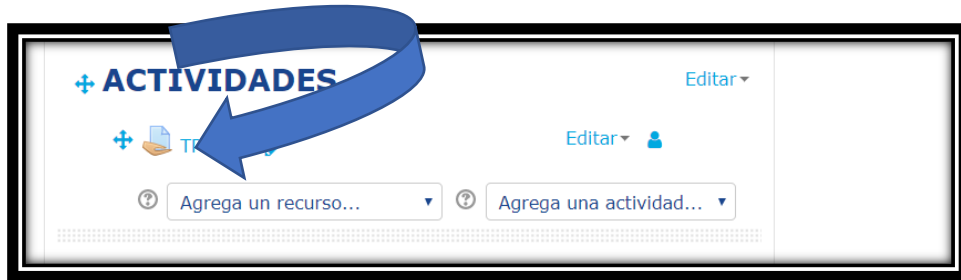 ACTIVIDADES Editar
Editar
Agrega un recurso... Agrega una actividad...